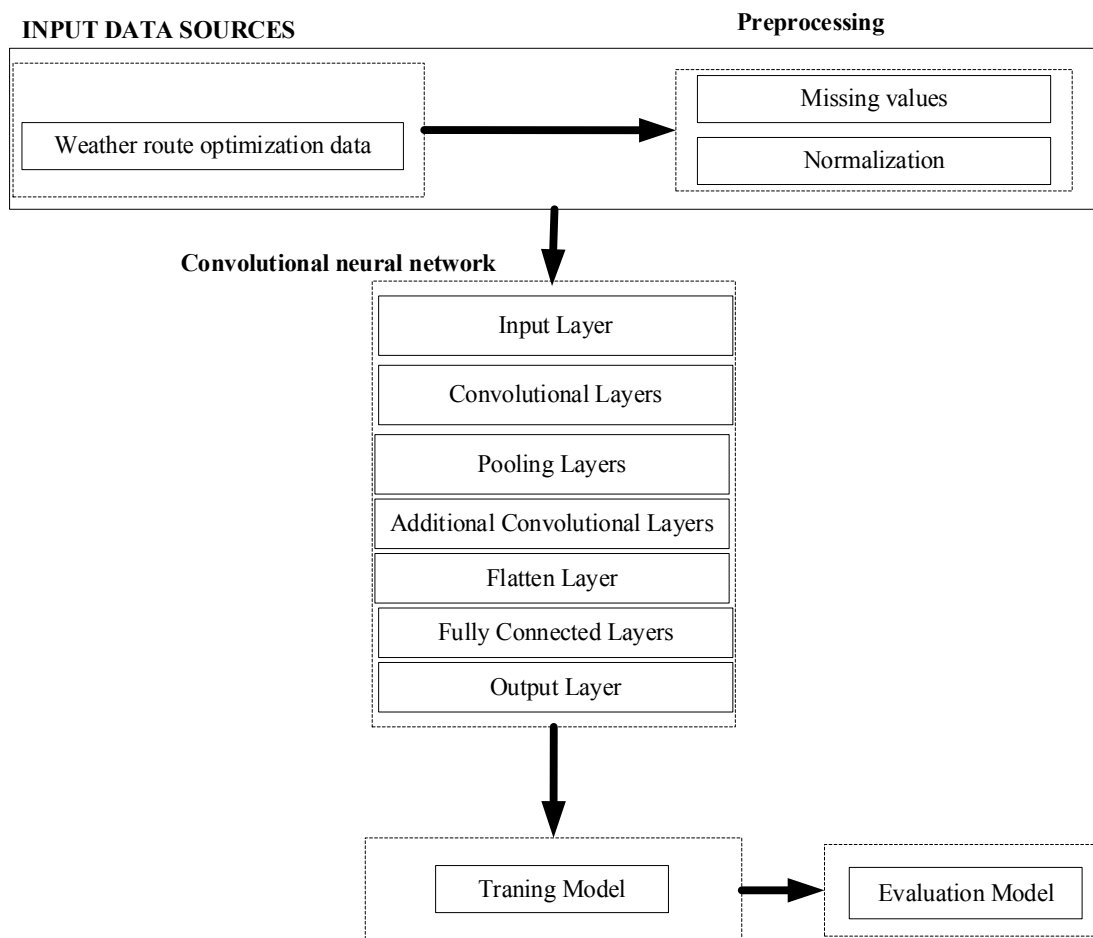 INPUT DATA SOURCES
Preprocessing
Weather route optimization data
Missing values
Normalization
Convolutional neural network
Input Layer
Convolutional Layers
Pooling Layers
Additional Convolutional Layers
Flatten Layer
Fully Connected Layers
Output Layer
Traning Model
Evaluation Model